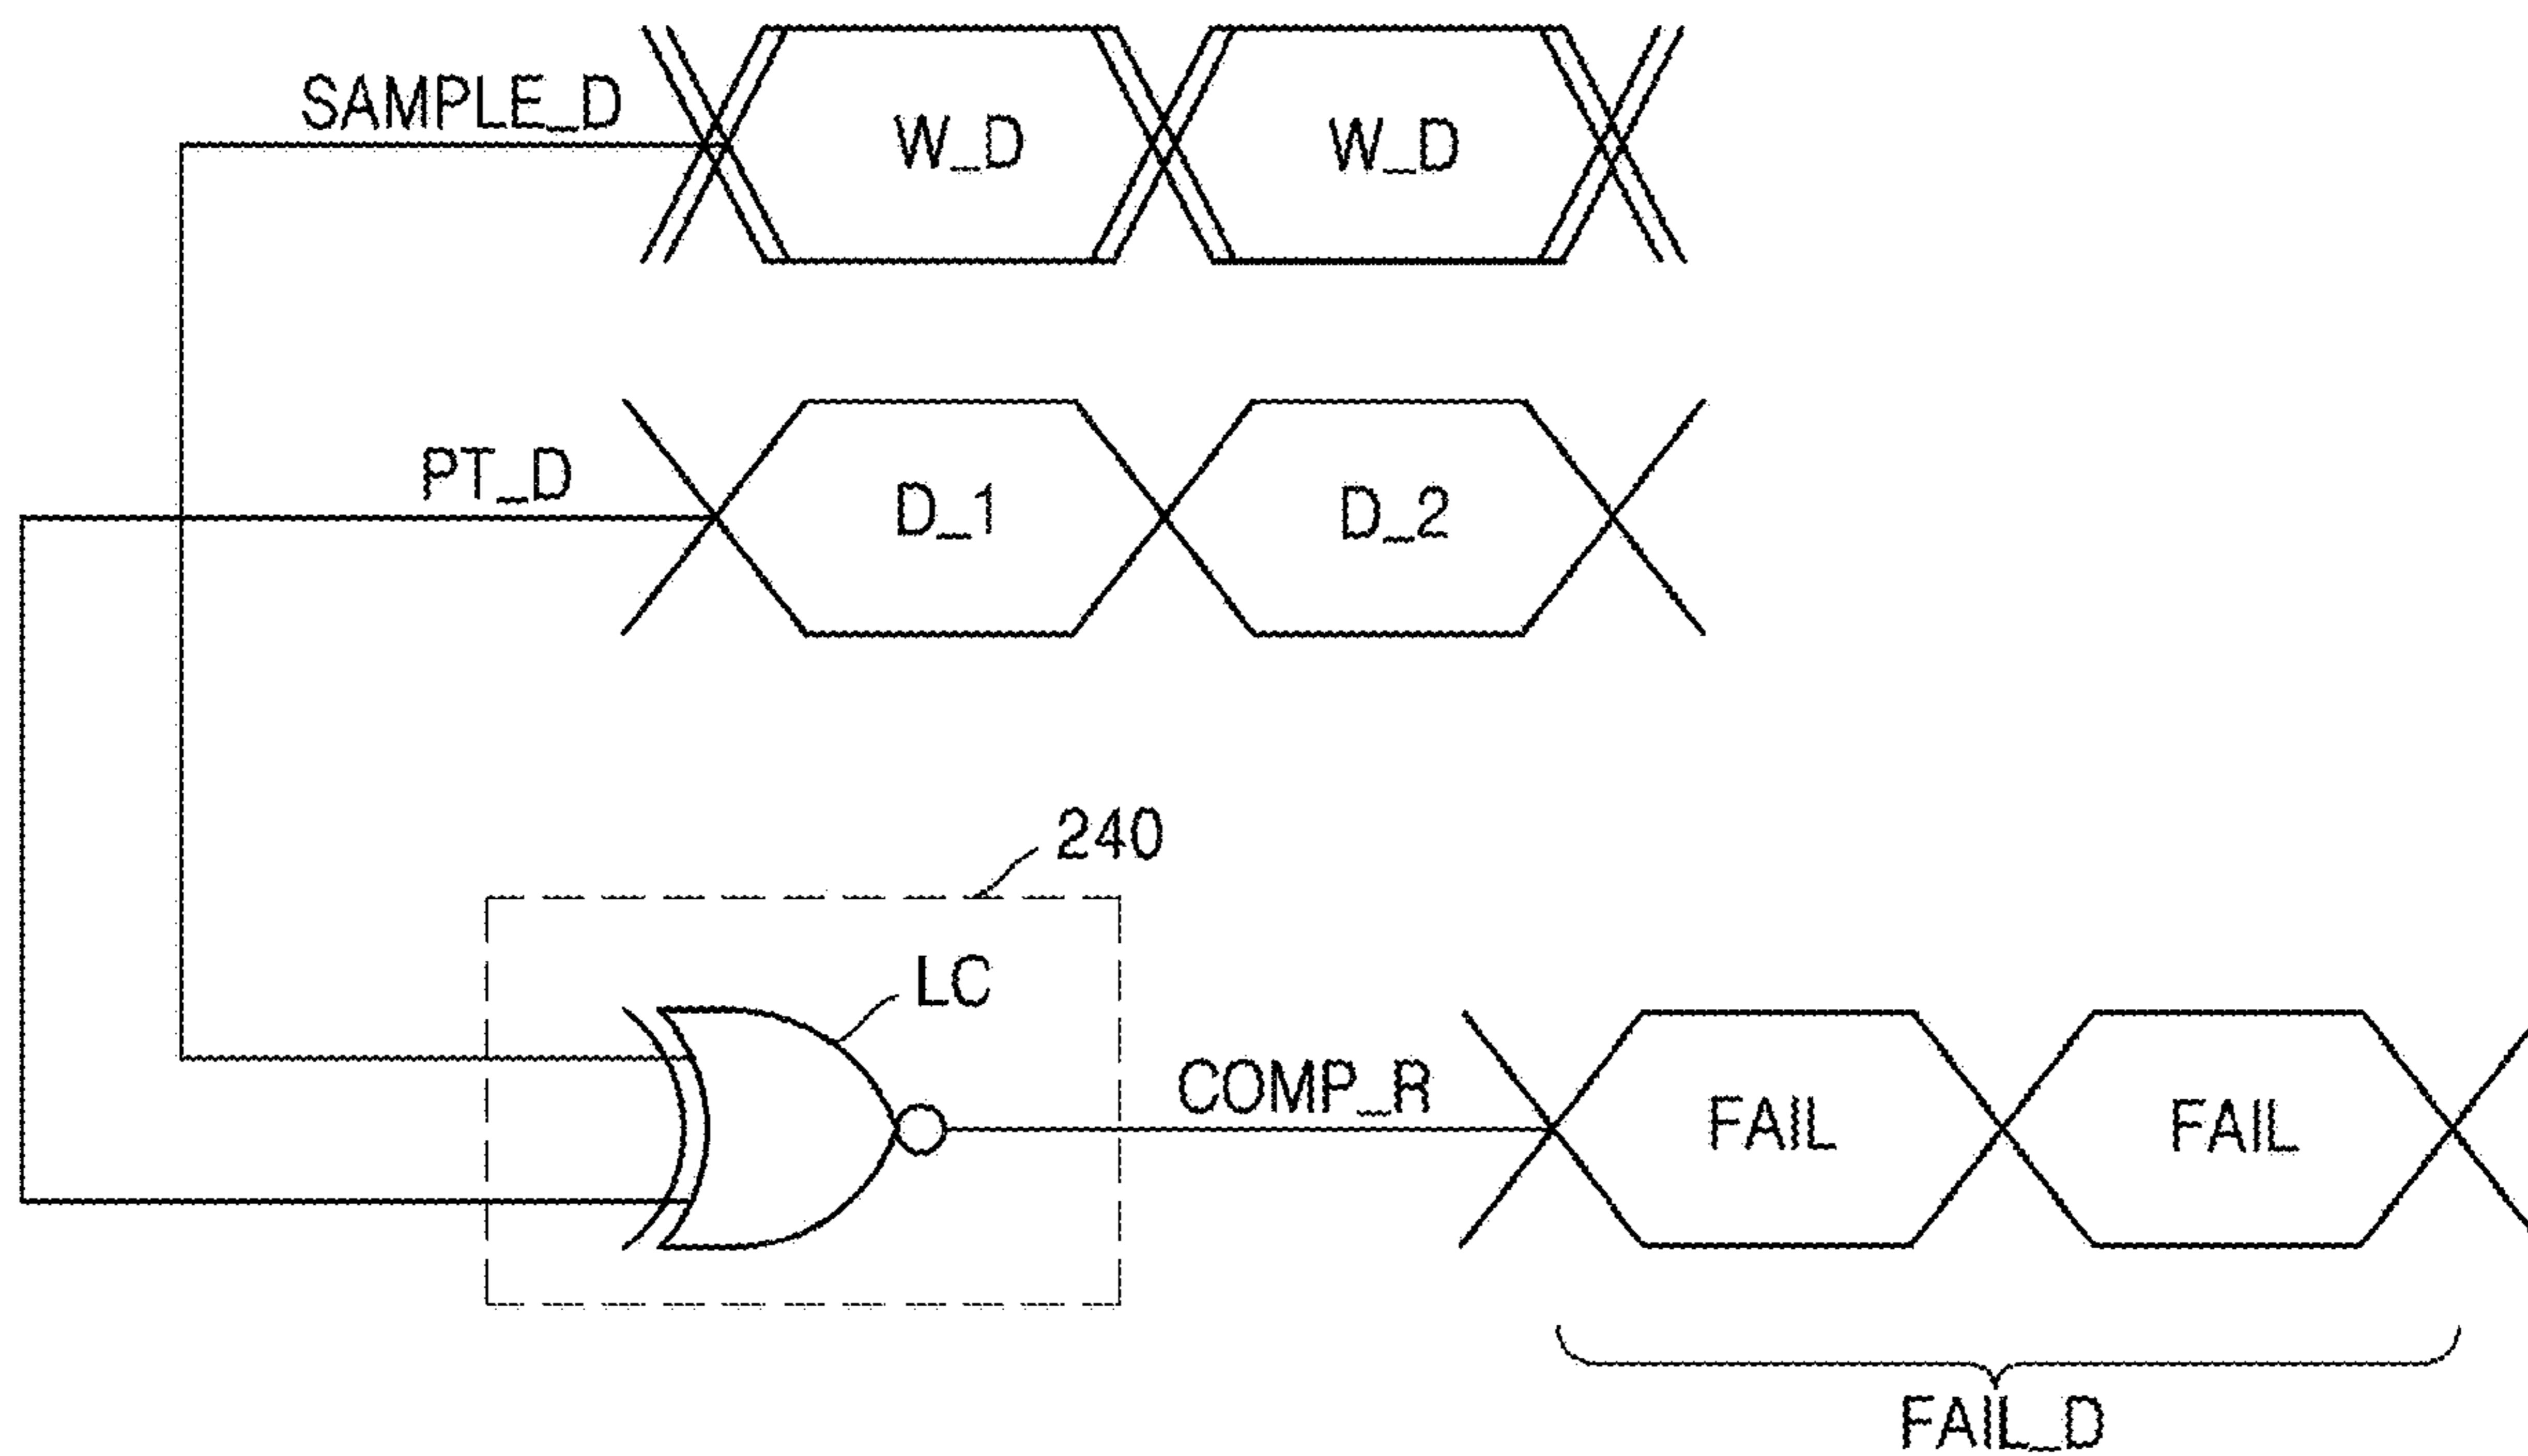 SAMPLE_D
W_D
W_D
PT_D
D_1
D_2
240
LC
COMP_R
FAIL
FAIL
FAIL_D